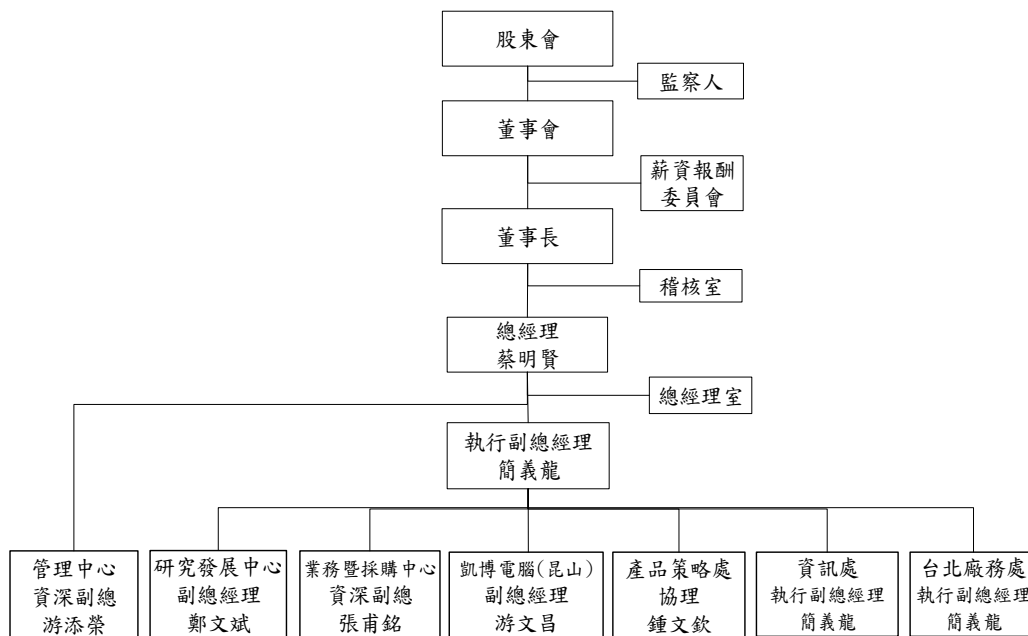 股東會
監察人
董事會
薪資報酬
委員會
董事長
稽核室
總經理
蔡明賢
總經理室
執行副總經理
簡義龍
管理中心
資深副總
游添榮
研究發展中心
副總經理
鄭文斌
業務暨採購中心
資深副總
張甫銘
凱博電腦(昆山)
副總經理
游文昌
產品策略處
協理
鍾文欽
資訊處
執行副總經理
簡義龍
台北廠務處
執行副總經理
簡義龍